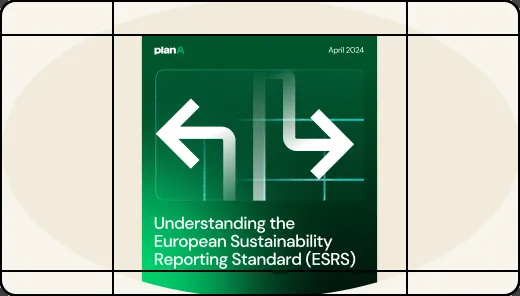 planA
April 2024
Understanding the
European Sustainability
Reporting Standard (ESRS)